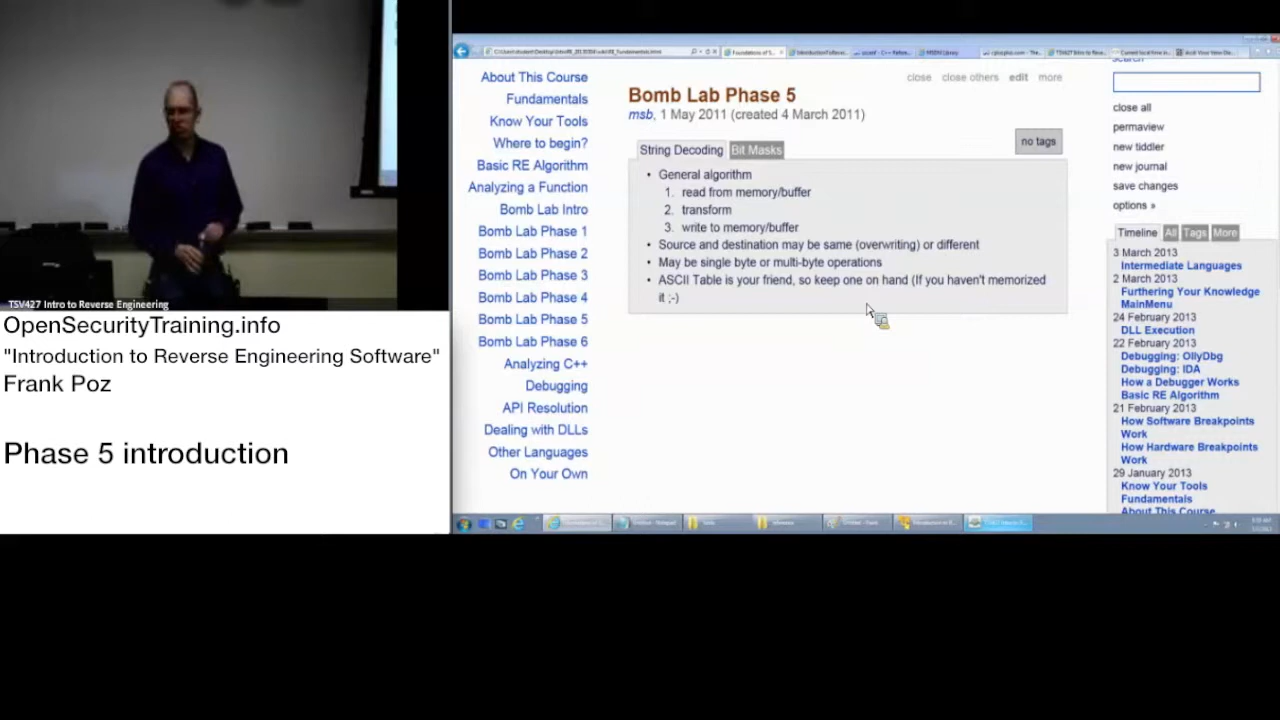 TSV427 Intro to Reverse Engineering
OpenSecurityTraining.info
"Introduction to Reverse Engineering Software"
Frank Poz
Phase 5 introduction
About This Course
Fundamentals
Know Your Tools
Where to begin?
Basic RE Algorithm
Analyzing a Function
Bomb Lab Intro
Bomb Lab Phase 1
Bomb Lab Phase 2
Bomb Lab Phase 3
Bomb Lab Phase 4
Bomb Lab Phase 5
Bomb Lab Phase 6
Analyzing C++
Debugging
API Resolution
Dealing with DLLs
Other Languages
On Your Own
close close others edit more
Bomb Lab Phase 5
msb, 1 May 2011 (created 4 March 2011)
no tags
String Decoding Bit Masks
• General algorithm
1. read from memory/buffer
2. transform
3. write to memory/buffer
• Source and destination may be same (overwriting) or different
• May be single byte or multi-byte operations
• ASCII Table is your friend, so keep one on hand (If you haven't memorized
it ;-)
search
close all
permaview
new tiddler
new journal
save changes
options »
Timeline All Tags More
3 March 2013
Intermediate Languages
2 March 2013
Furthering Your Knowledge
MainMenu
24 February 2013
DLL Execution
22 February 2013
Debugging: OllyDbg
Debugging: IDA
How a Debugger Works
Basic RE Algorithm
21 February 2013
How Software Breakpoints
Work
How Hardware Breakpoints
Work
29 January 2013
Know Your Tools
Fundamentals
About This Course